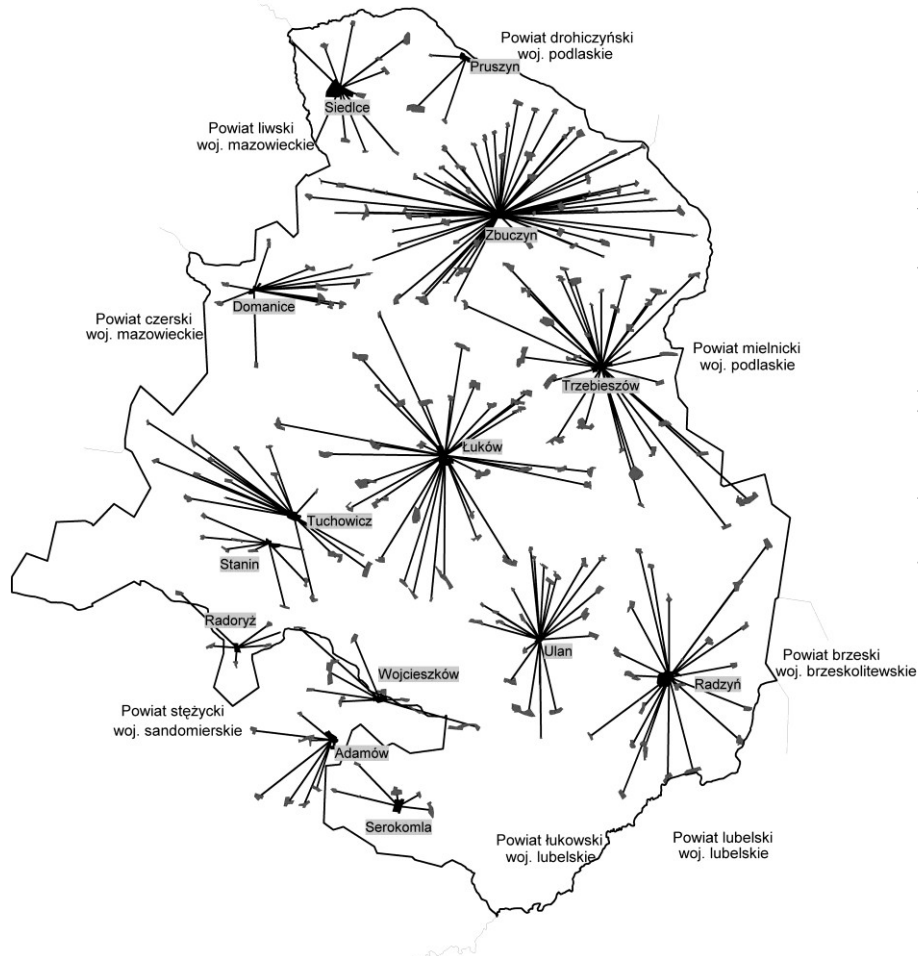 Powiat drohiczyński
woj. podlaskie
Pruszyn
Siedlce
Powiat liwski
woj. mazowieckie
Zbuczyn
Domanice
Powiat czerski
woj. mazowieckie
Powiat mielnicki
woj. podlaskie
Trzebieszów
Łuków
Tuchowicz
Stanin
Radoryż
Ulan
Wojcieszków
Radzyń
Powiat brzeski
woj. brzeskolitewskie
Powiat stężycki
woj. sandomierskie
Adamów
Serokomla
Powiat łukowski
woj. lubelskie
Powiat lubelski
woj. lubelskie